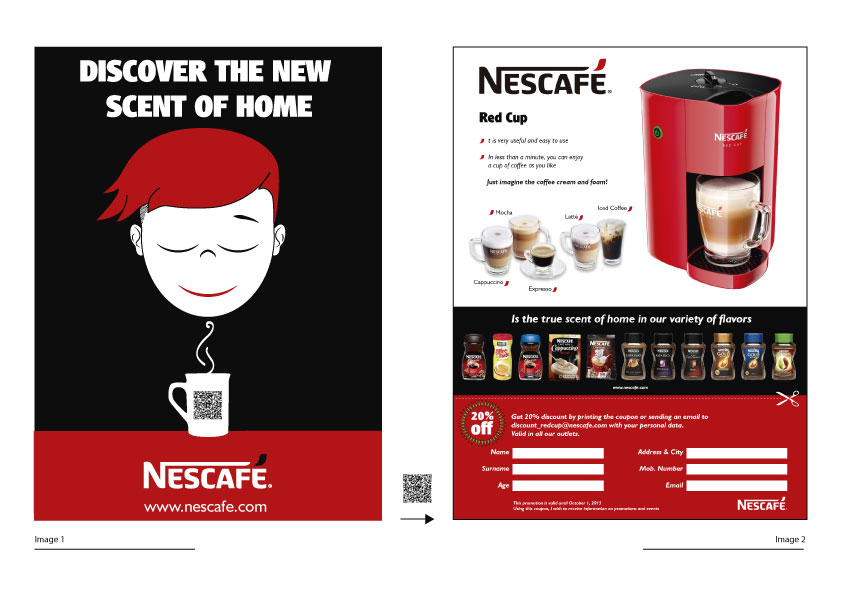 DISCOVER THE NEW
SCENT OF HOME
NESCAFÉ®
www.nescafe.com
Image 1
NESCAFÉ®
Red Cup
t is very useful and easy to use
In less than a minute, you can enjoy
a cup of coffee as you like
Just imagine the coffee cream and foam!
Mocha
Latté
Iced Coffee
Cappuccino
Expresso
NESCAFÉ
RED CUP
NESCAFÉ
Is the true scent of home in our variety of flavors
www.nescafe.com
20%
off
Get 20% discount by printing the coupon or sending an email to
discount_redcup@nescafe.com with your personal data.
Valid in all our outlets.
Name
Address & City
Surname
Mob. Number
Age
Email
This promotion is valid until October 1, 2013
Using this coupon, I wish to receive information on promotions and events
NESCAFÉ
Image 2